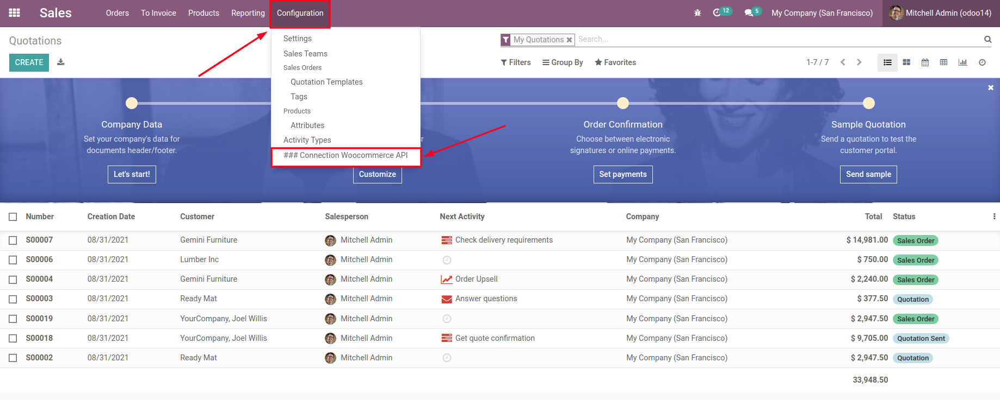 Sales Orders To Invoice Products Reporting Configuration 12 5 My Company (San Francisco) Mitchell Admin (odoo14)
Quotations
My Quotations Search...
CREATE
Filters Group By Favorites 1-7 / 7
Settings
Sales Teams
Sales Orders
Quotation Templates
Tags
Products
Attributes
Activity Types
### Connection Woocommerce API
Company Data
Set your company's data for
documents header/footer.
Let's start!
r
Customize
Order Confirmation
Choose between electronic
signatures or online payments.
Set payments
Sample Quotation
Send a quotation to test the
customer portal.
Send sample
Number Creation Date Customer Salesperson Next Activity Company Total Status
S00007 08/31/2021 Gemini Furniture Mitchell Admin Check delivery requirements My Company (San Francisco) $ 14,981.00 Sales Order
S00006 08/31/2021 Lumber Inc Mitchell Admin My Company (San Francisco) $ 750.00 Sales Order
S00004 08/31/2021 Gemini Furniture Mitchell Admin Order Upsell My Company (San Francisco) $ 2,240.00 Sales Order
S00003 08/31/2021 Ready Mat Mitchell Admin Answer questions My Company (San Francisco) $ 377.50 Quotation
S00019 08/31/2021 YourCompany, Joel Willis Mitchell Admin My Company (San Francisco) $ 2,947.50 Sales Order
S00018 08/31/2021 YourCompany, Joel Willis Mitchell Admin Get quote confirmation My Company (San Francisco) $ 9,705.00 Quotation Sent
S00002 08/31/2021 Ready Mat Mitchell Admin My Company (San Francisco) $ 2,947.50 Quotation
33,948.50